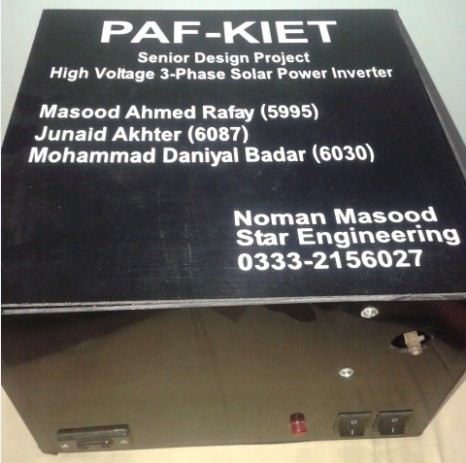 PAF-KIET
Senior Design Project
High Voltage 3-Phase Solar Power Inverter
Masood Ahmed Rafay (5995)
Junaid Akhter (6087)
Mohammad Daniyal Badar (6030)
Noman Masood
Star Engineering
0333-2156027